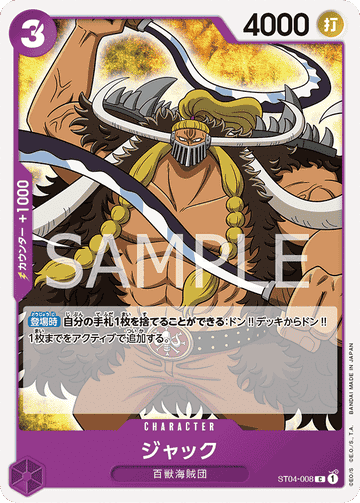 3
4000
打
カウンター +1000
SAMPLE
登場時 自分の手札1枚を捨てることができる:ドン!!デッキからドン!!
1枚までをアクティブで追加する。
CHARACTER
ジャック
百獣海賊団
ST04-008 C 1
©E.O./S. ©E.O./S., T.A. BANDAI MADE IN JAPAN